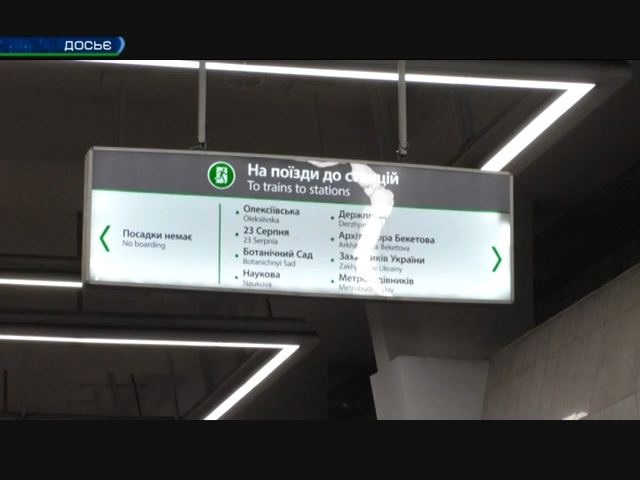 ДОСЬЄ
На поїзди до станцій
To trains to stations
Посадки немає
No boarding
Олексіївська
Oleksiivska
23 Серпня
23 Serpnia
Ботанічний Сад
Botanichnyi Sad
Наукова
Naukova
Бекетова
Beketova
України
Ukrainy